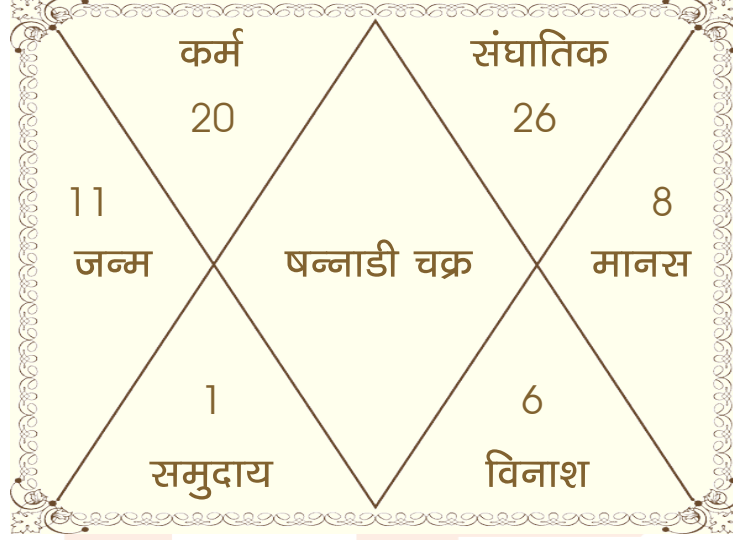 कर्म
20
संघातिक
26
11
जन्म
षन्नाडी चक्र
8
मानस
1
समुदाय
6
विनाश